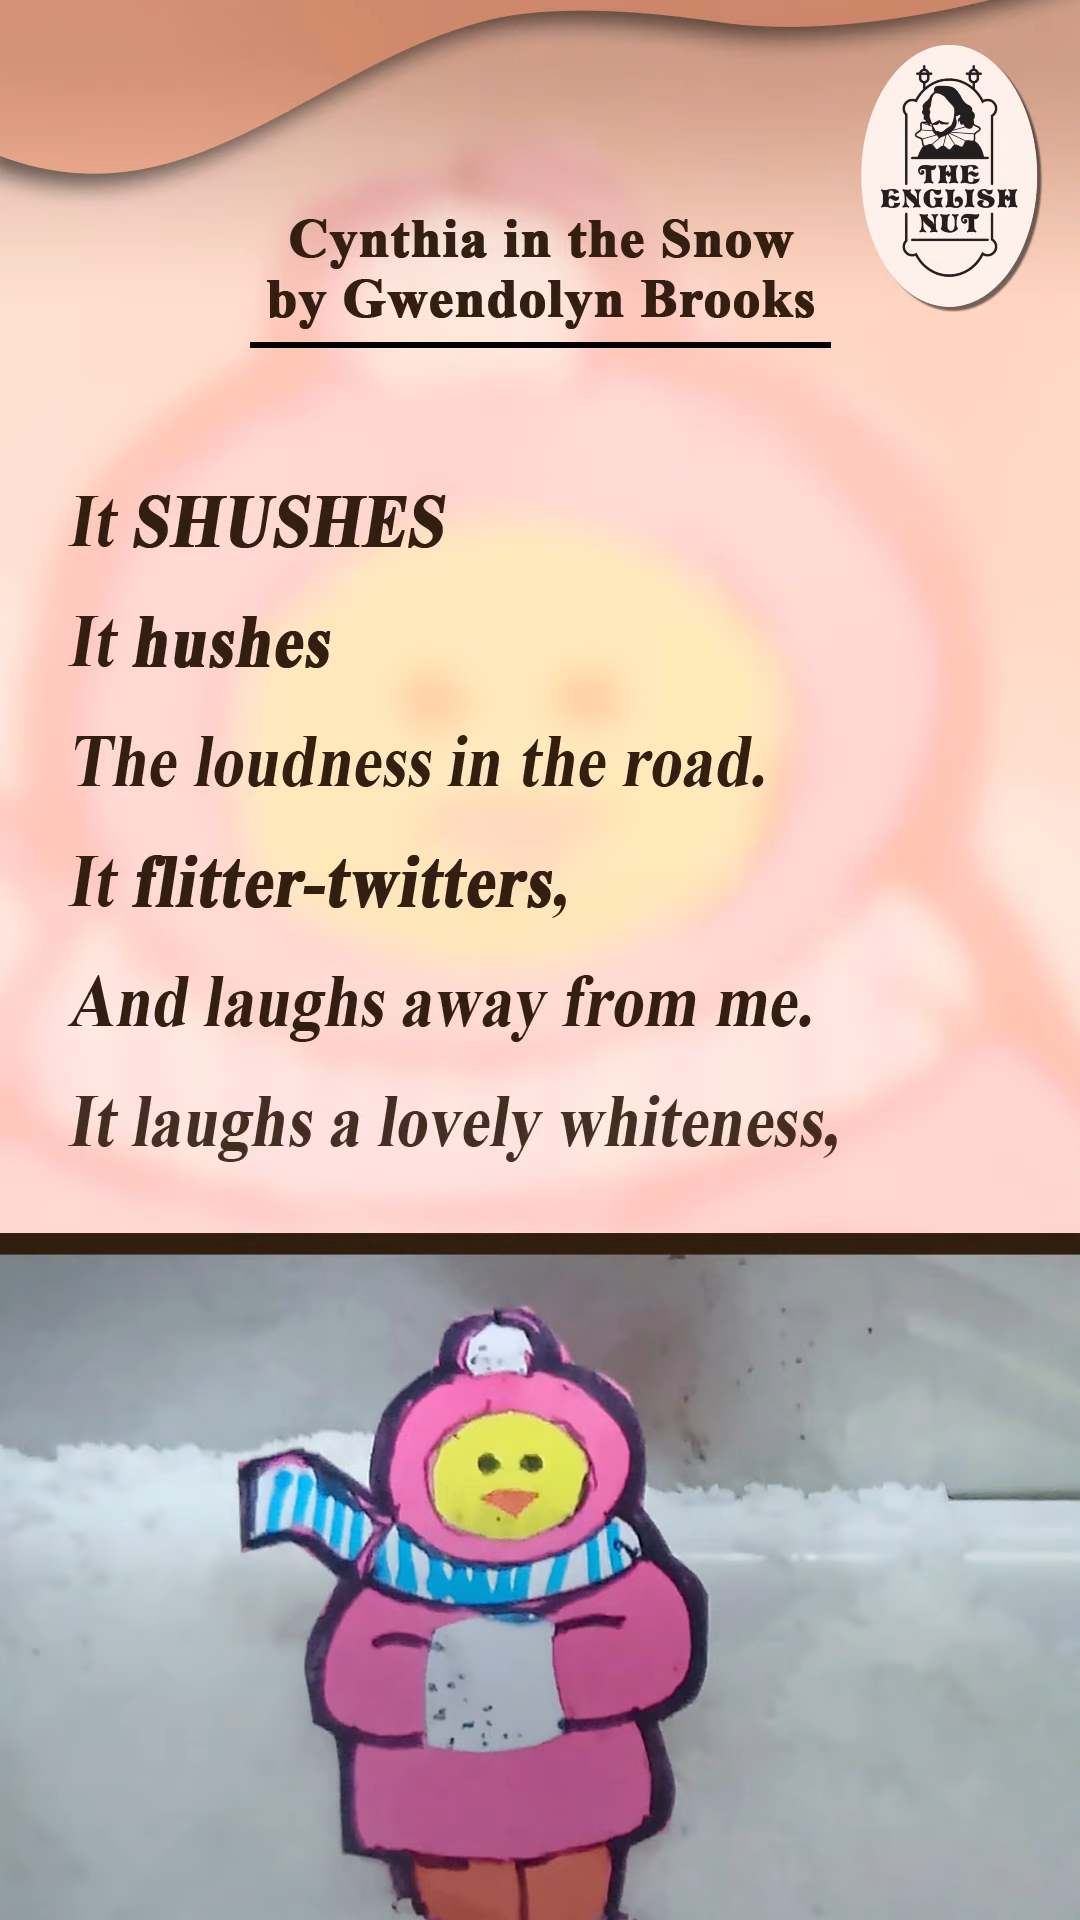 THE
ENGLISH
NUT
Cynthia in the Snow
by Gwendolyn Brooks
It SHUSHES
It hushes
The loudness in the road.
It flitter-twitters,
And laughs away from me.
It laughs a lovely whiteness,